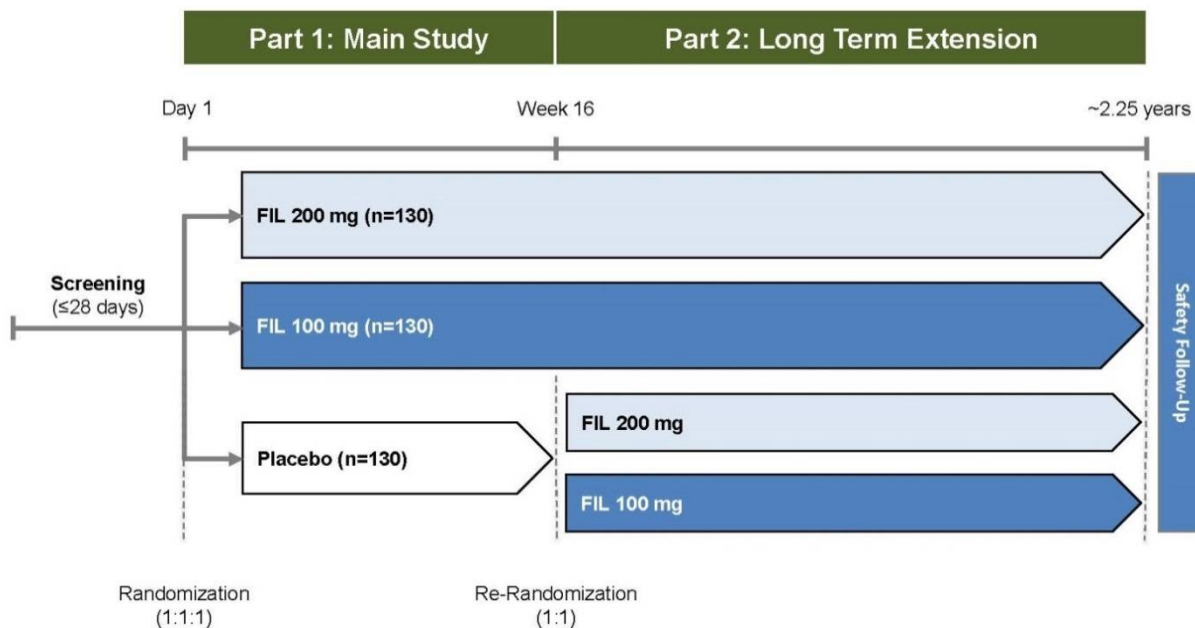 Part 1: Main Study
Part 2: Long Term Extension
Day 1
Week 16
~2.25 years
FIL 200 mg (n=130)
Screening
(≤28 days)
FIL 100 mg (n=130)
FIL 200 mg
Placebo (n=130)
FIL 100 mg
Safety Follow-Up
Randomization
(1:1:1)
Re-Randomization
(1:1)